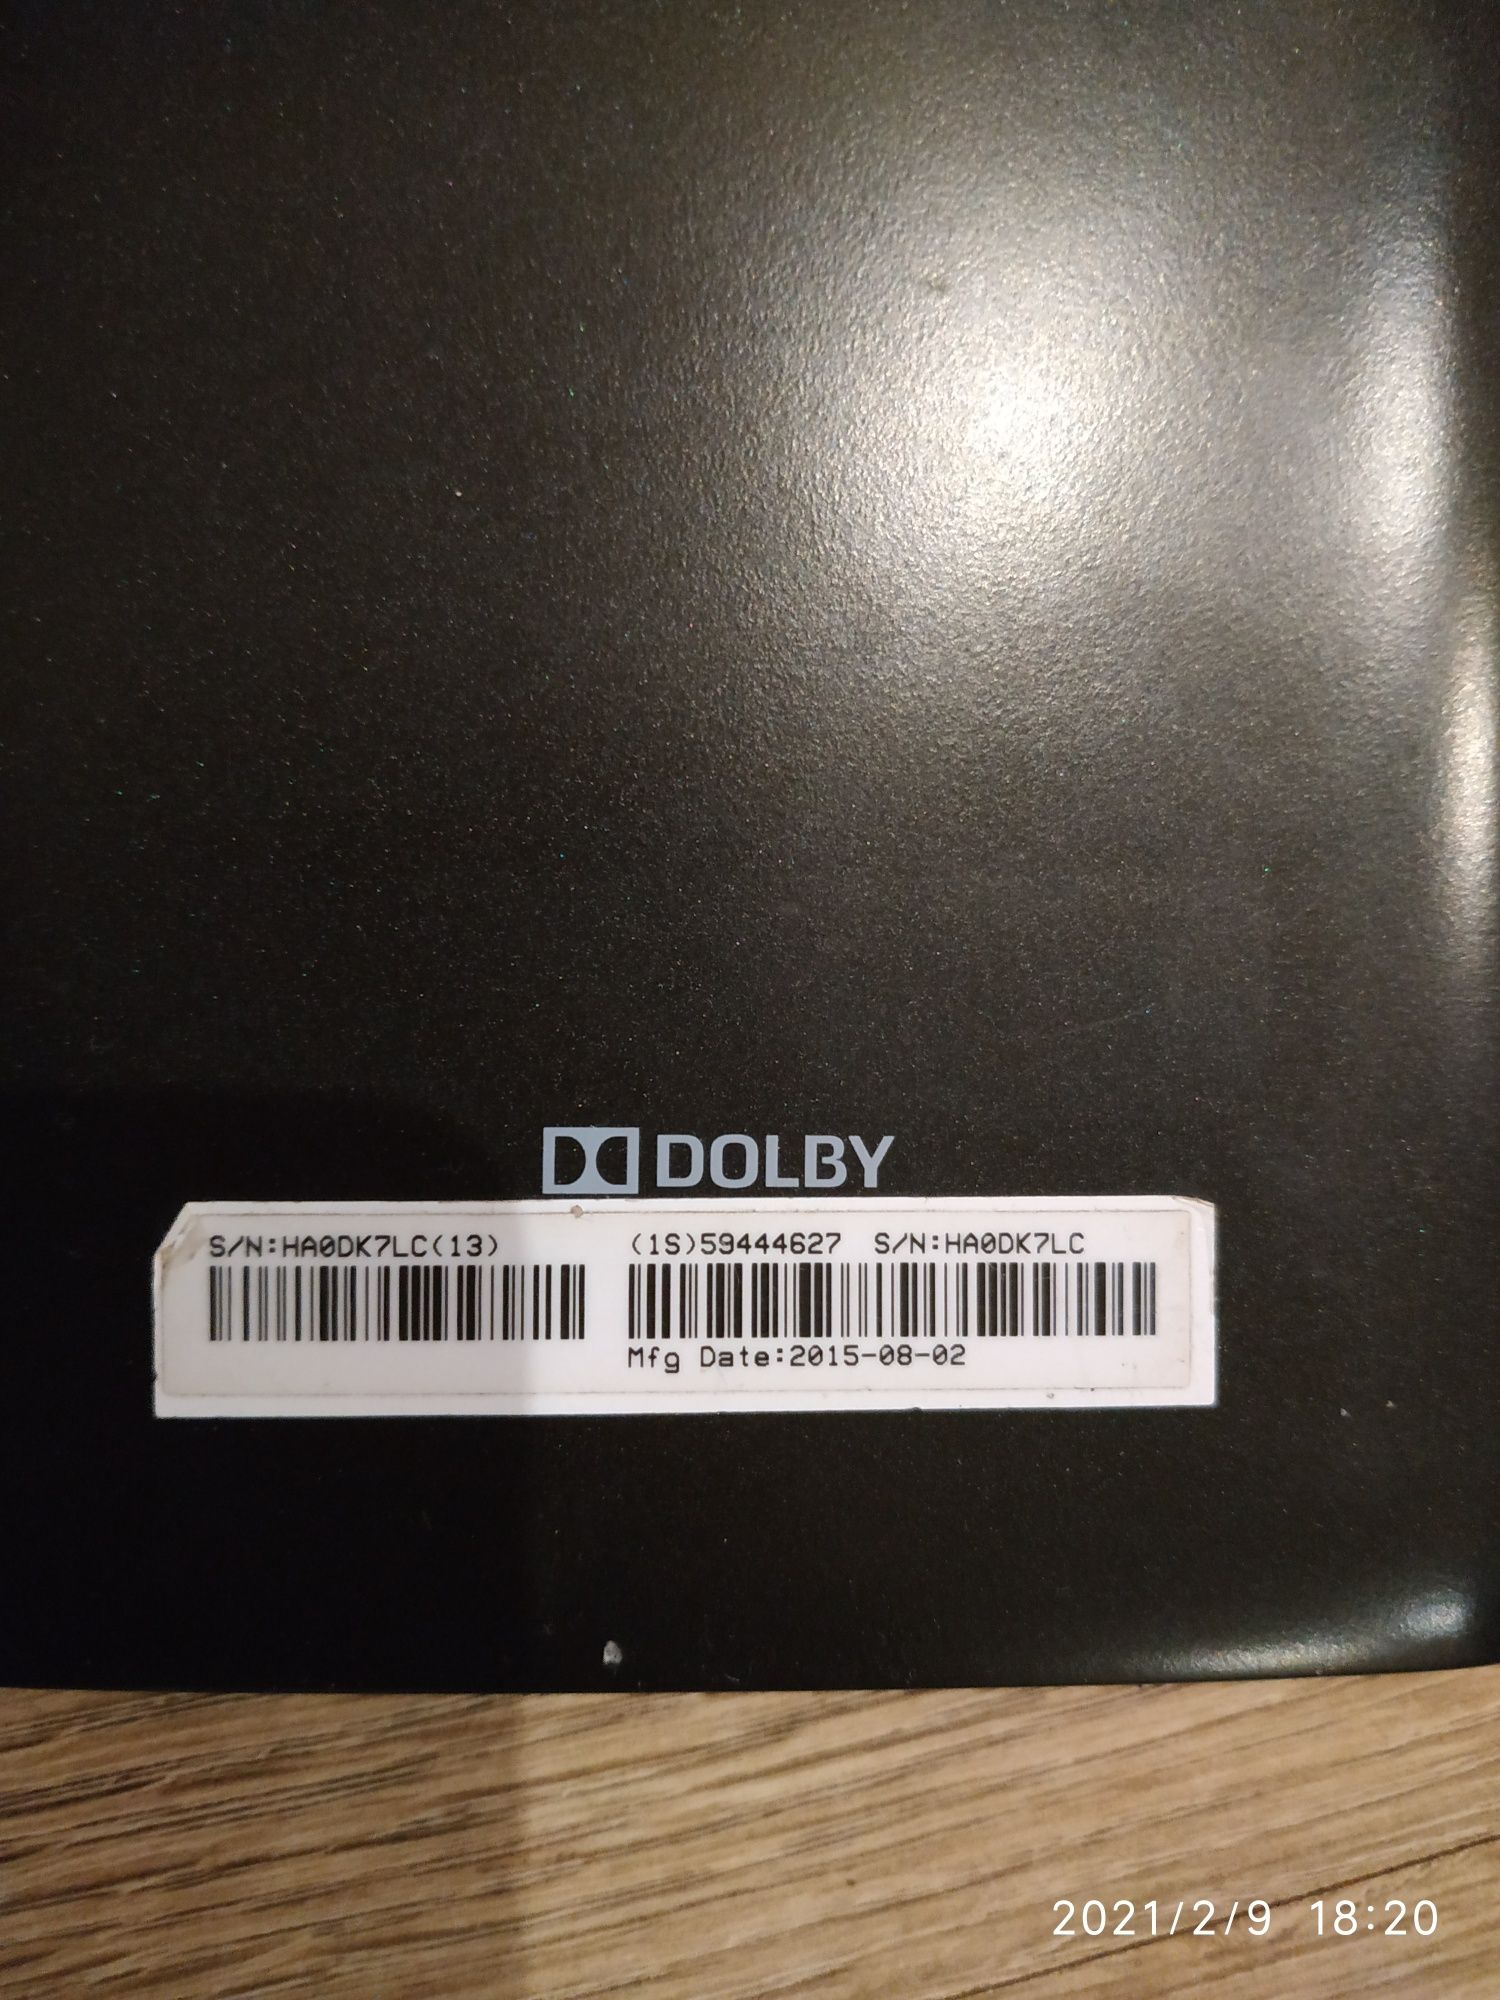 DOLBY
S/N:HA0DK7LC(13)
(1S)59444627 S/N:HA0DK7LC
Mfg Date:2015-08-02
2021/2/9 18:20